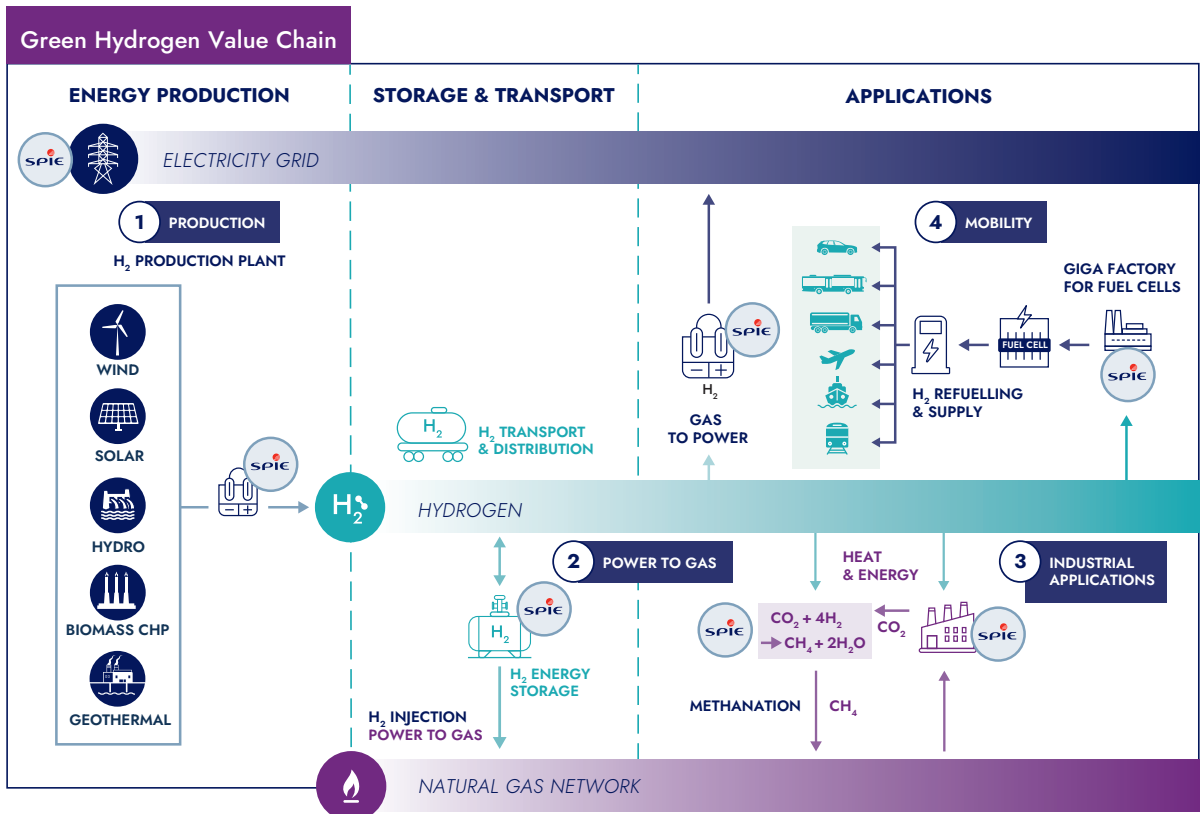 Green Hydrogen Value Chain
ENERGY PRODUCTION
STORAGE & TRANSPORT
APPLICATIONS
SPIE
ELECTRICITY GRID
1
PRODUCTION
H₂ PRODUCTION PLANT
WIND
SOLAR
HYDRO
BIOMASS CHP
GEOTHERMAL
SPIE
H₂
H₂
H₂ TRANSPORT
& DISTRIBUTION
HYDROGEN
SPIE
H₂
GAS
TO POWER
4
MOBILITY
GIGA FACTORY
FOR FUEL CELLS
FUEL CELL
SPIE
H₂ REFUELLING
& SUPPLY
2
POWER TO GAS
H₂
SPIE
H₂ ENERGY
STORAGE
H₂ INJECTION
POWER TO GAS
HEAT
& ENERGY
3
INDUSTRIAL
APPLICATIONS
SPIE
CO₂ + 4H₂
CH₄ + 2H₂O
CO₂
SPIE
METHANATION
CH₄
NATURAL GAS NETWORK